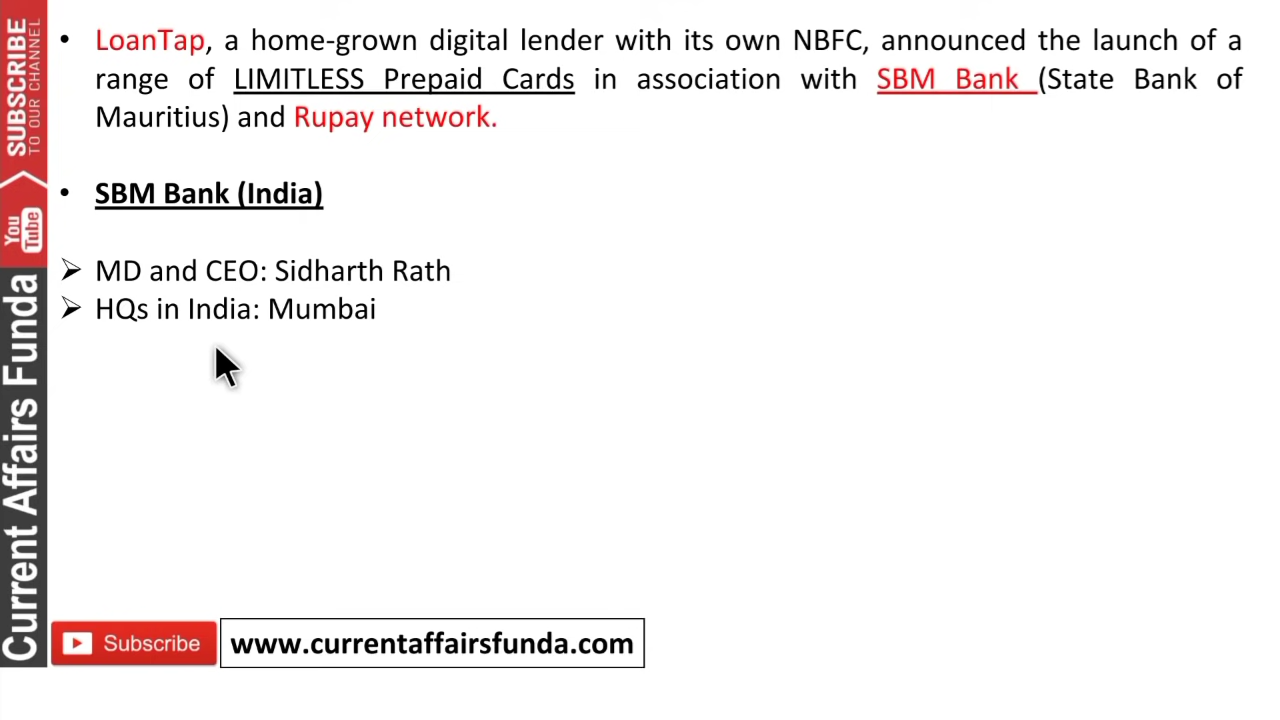 SUBSCRIBE
TO OUR CHANNEL
You
Tube
Current Affairs Funda
• LoanTap, a home-grown digital lender with its own NBFC, announced the launch of a
range of LIMITLESS Prepaid Cards in association with SBM Bank (State Bank of
Mauritius) and Rupay network.
• SBM Bank (India)
➢ MD and CEO: Sidharth Rath
➢ HQs in India: Mumbai
Subscribe
www.currentaffairsfunda.com